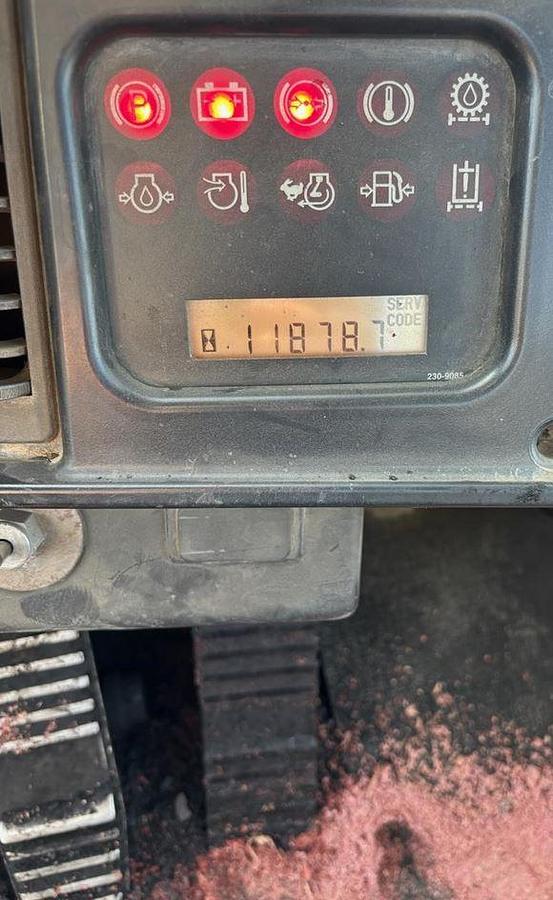 P
SERV
CODE
11878.7
230-9085